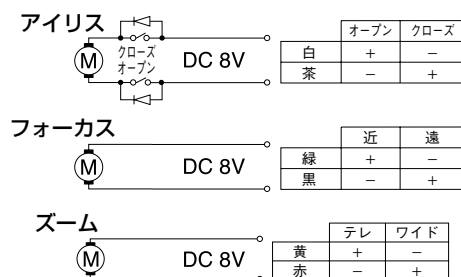 アイリス
オープン クローズ
クローズ
オープン
M
DC 8V
白 + −
茶 − +
フォーカス
近 遠
M
DC 8V
緑 + −
黒 − +
ズーム
テレ ワイド
M
DC 8V
黄 + −
赤 − +